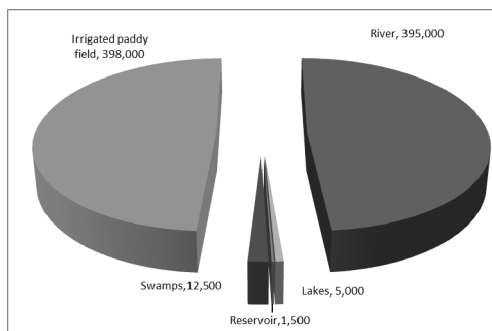 Irrigated paddy
field, 398,000
River, 395,000
Swamps,12,500
Lakes, 5,000
Reservoir,1,500